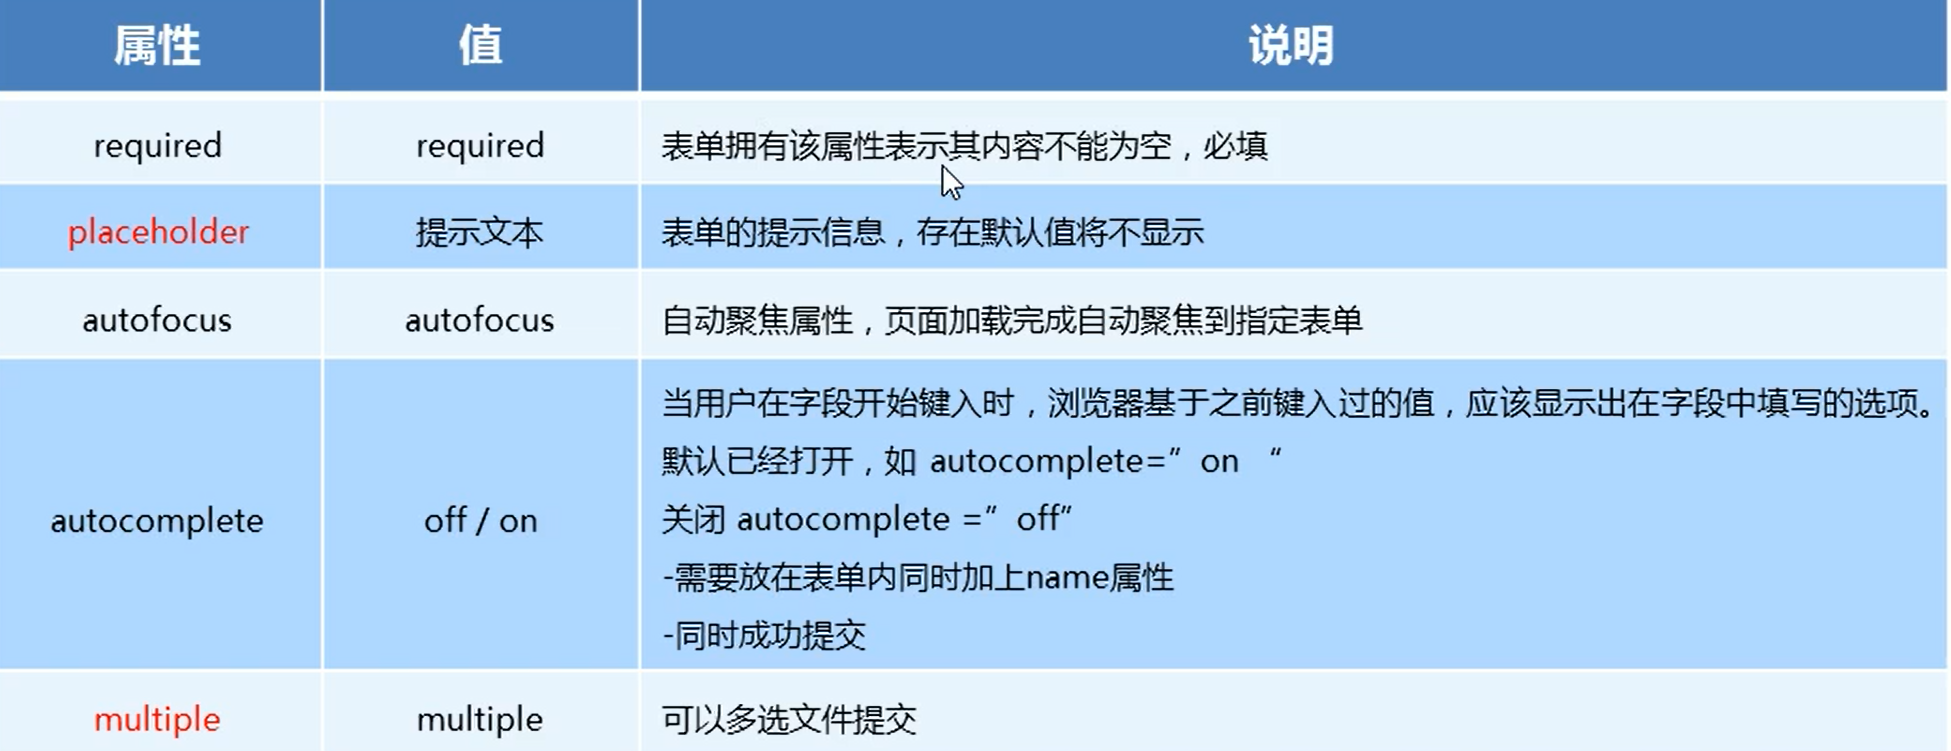 属性 值 说明
required required 表单拥有该属性表示其内容不能为空，必填
placeholder 提示文本 表单的提示信息，存在默认值将不显示
autofocus autofocus 自动聚焦属性，页面加载完成自动聚焦到指定表单
autocomplete off / on 当用户在字段开始键入时，浏览器基于之前键入过的值，应该显示出在字段中填写的选项。
默认已经打开，如 autocomplete=”on “
关闭 autocomplete =”off”
-需要放在表单内同时加上name属性
-同时成功提交
multiple multiple 可以多选文件提交